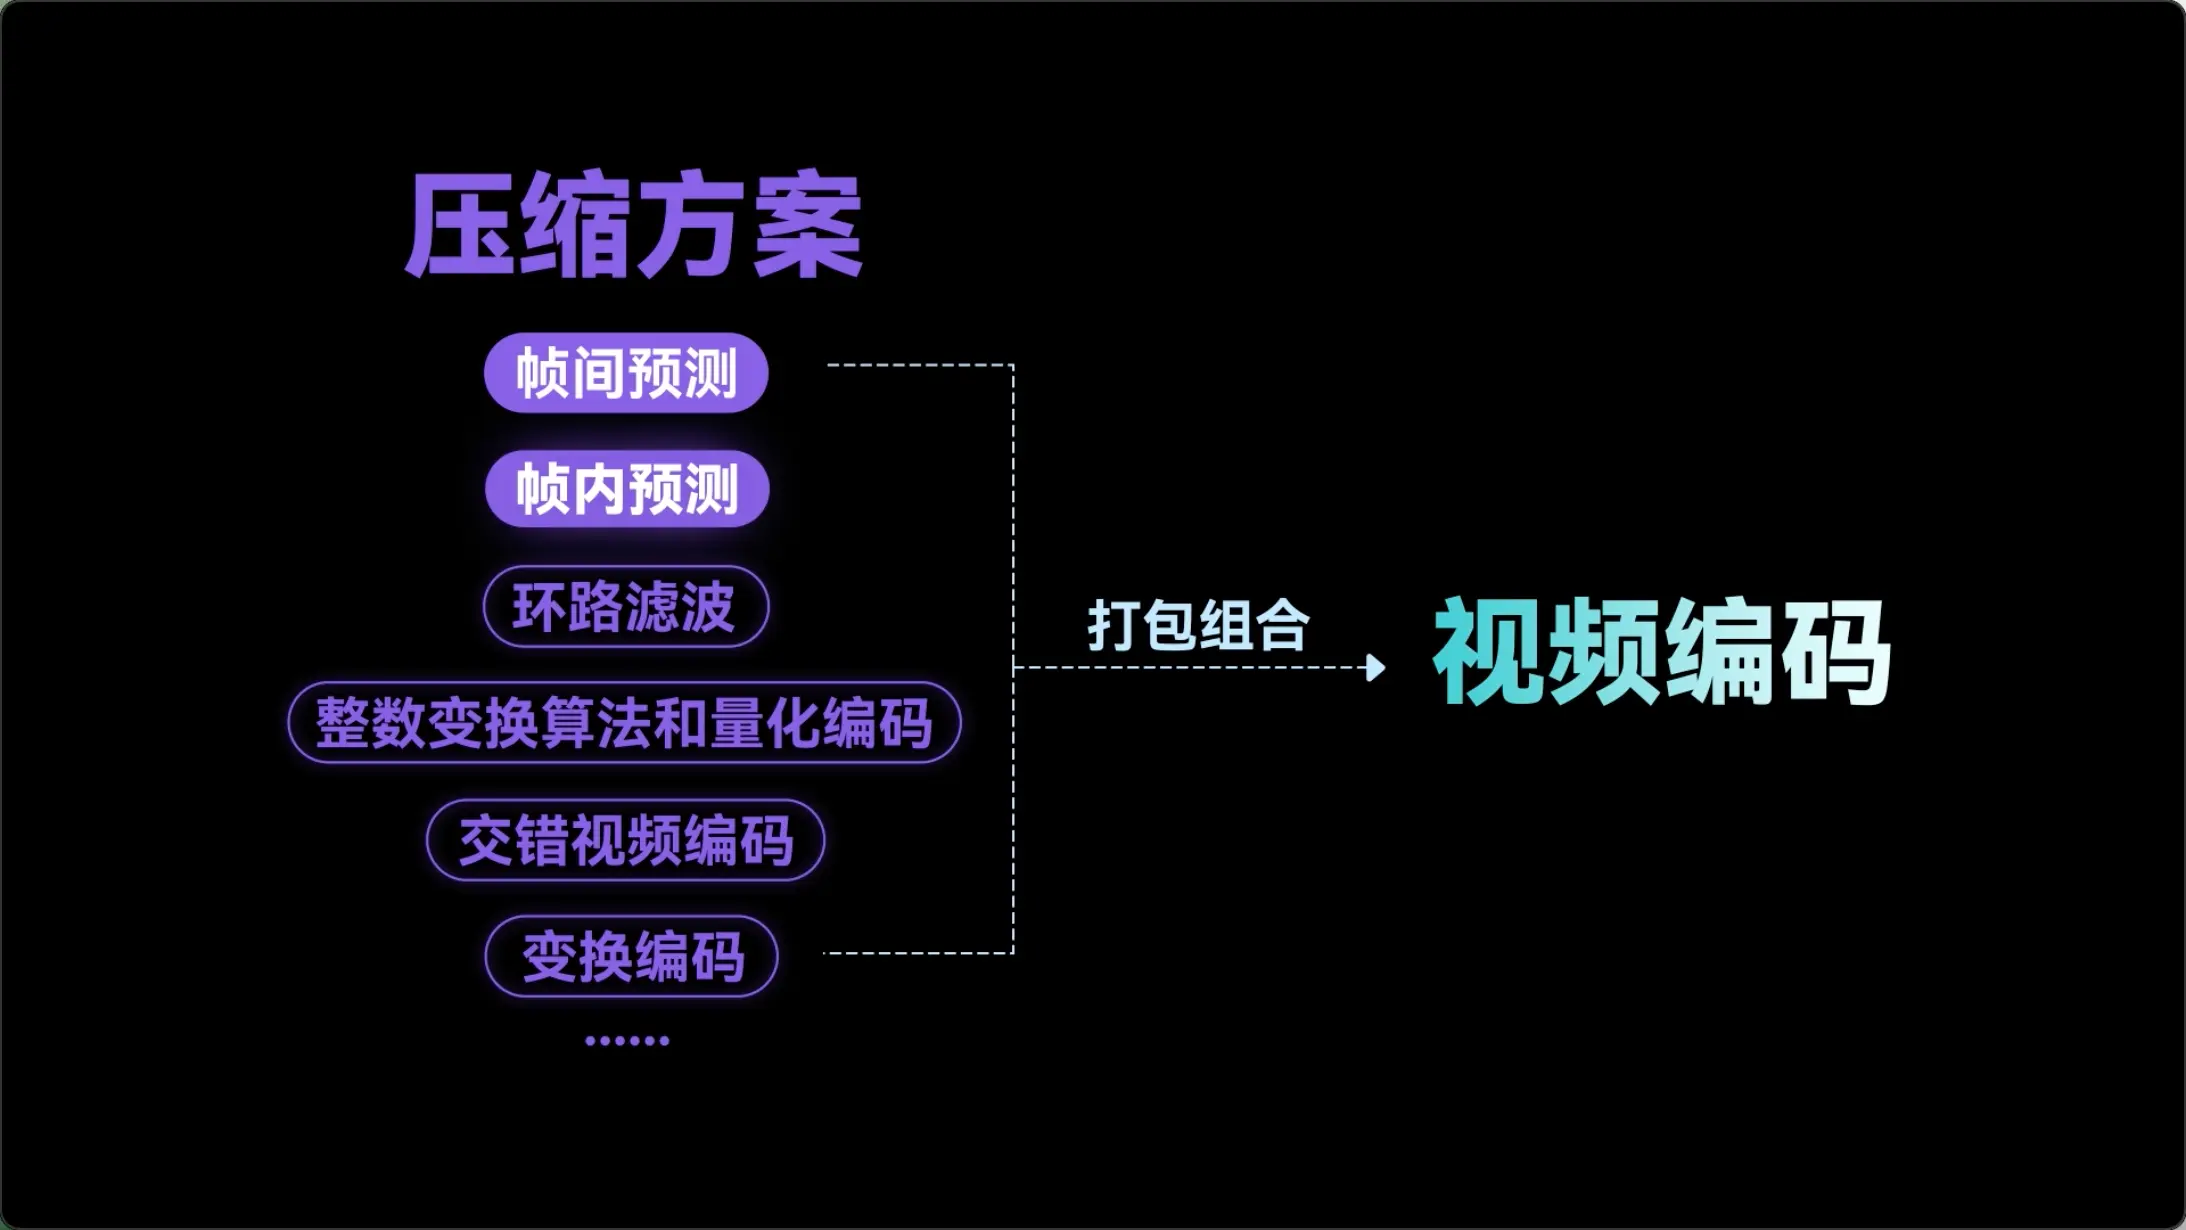 压缩方案
帧间预测
帧内预测
环路滤波
整数变换算法和量化编码
交错视频编码
变换编码
······
打包组合
视频编码